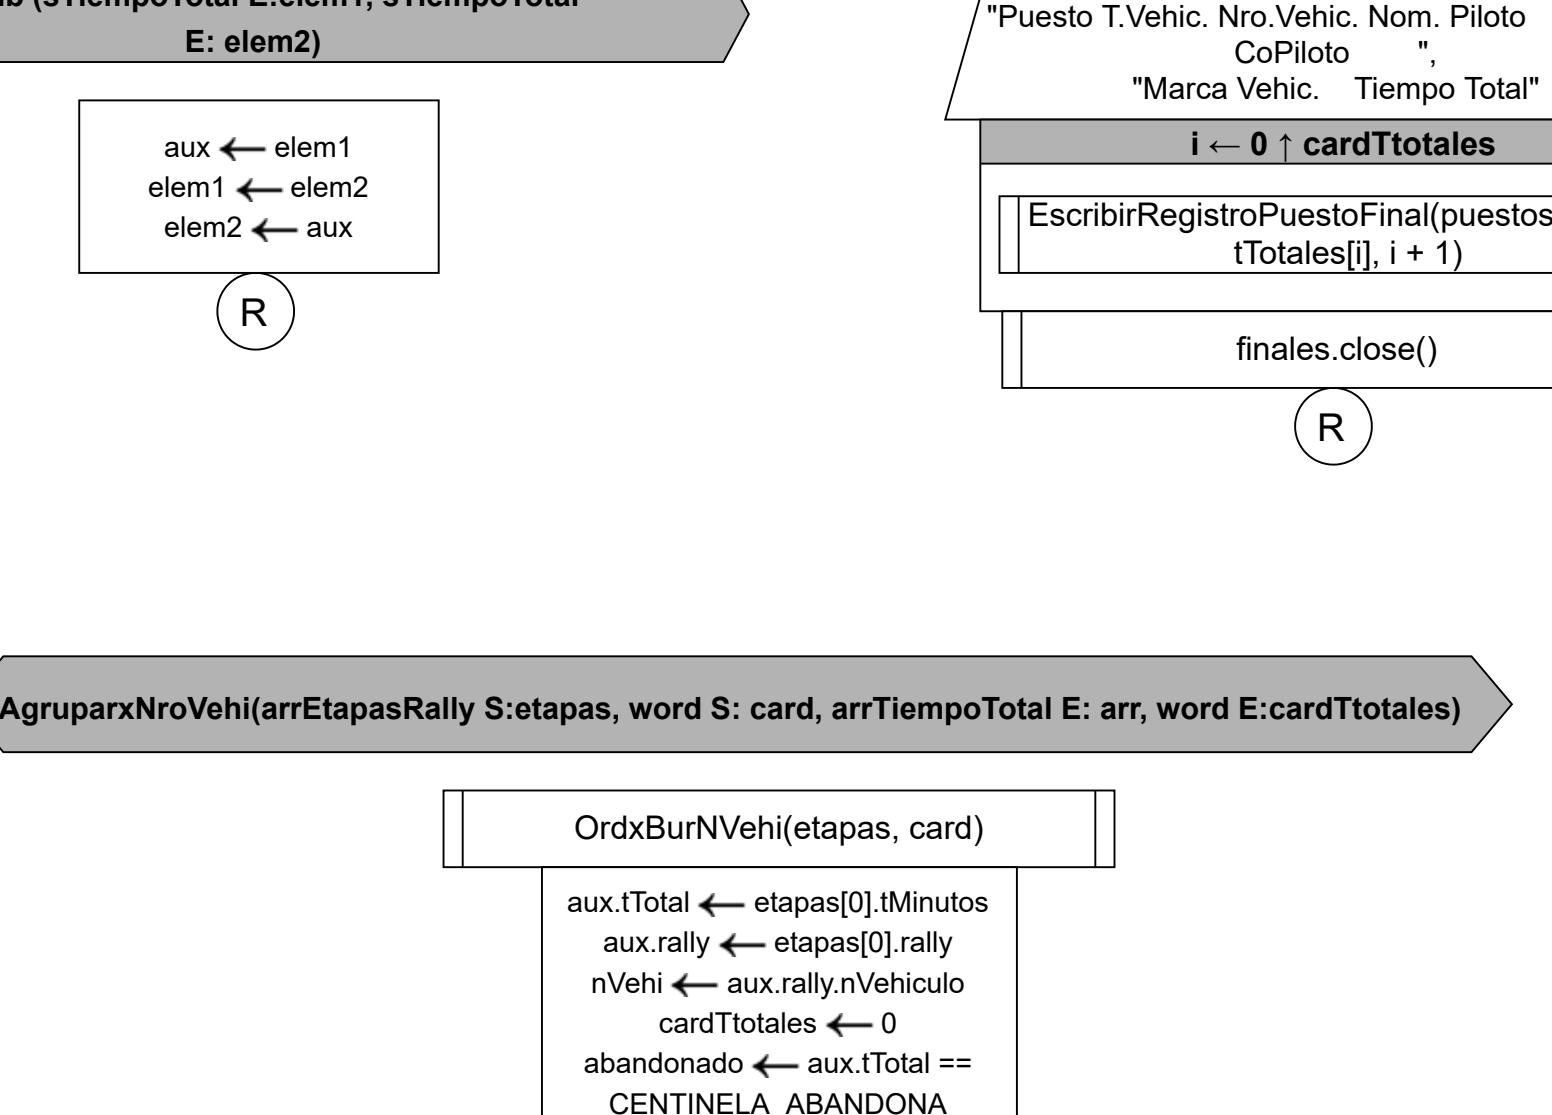 (sTiempoTotal E:elem1, sTiempoTotal
E: elem2)
aux ← elem1
elem1 ← elem2
elem2 ← aux
R
"Puesto T.Vehic. Nro.Vehic. Nom. Piloto
CoPiloto ",
"Marca Vehic. Tiempo Total"
i ← 0 ↑ cardTtotales
EscribirRegistroPuestoFinal(puestos
tTotales[i], i + 1)
finales.close()
R
AgruparxNroVehi(arrEtapasRally S:etapas, word S: card, arrTiempoTotal E: arr, word E:cardTtotales)
OrdxBurNVehi(etapas, card)
aux.tTotal ← etapas[0].tMinutos
aux.rally ← etapas[0].rally
nVehi ← aux.rally.nVehiculo
cardTtotales ← 0
abandonado ← aux.tTotal ==
CENTINELA_ABANDONA